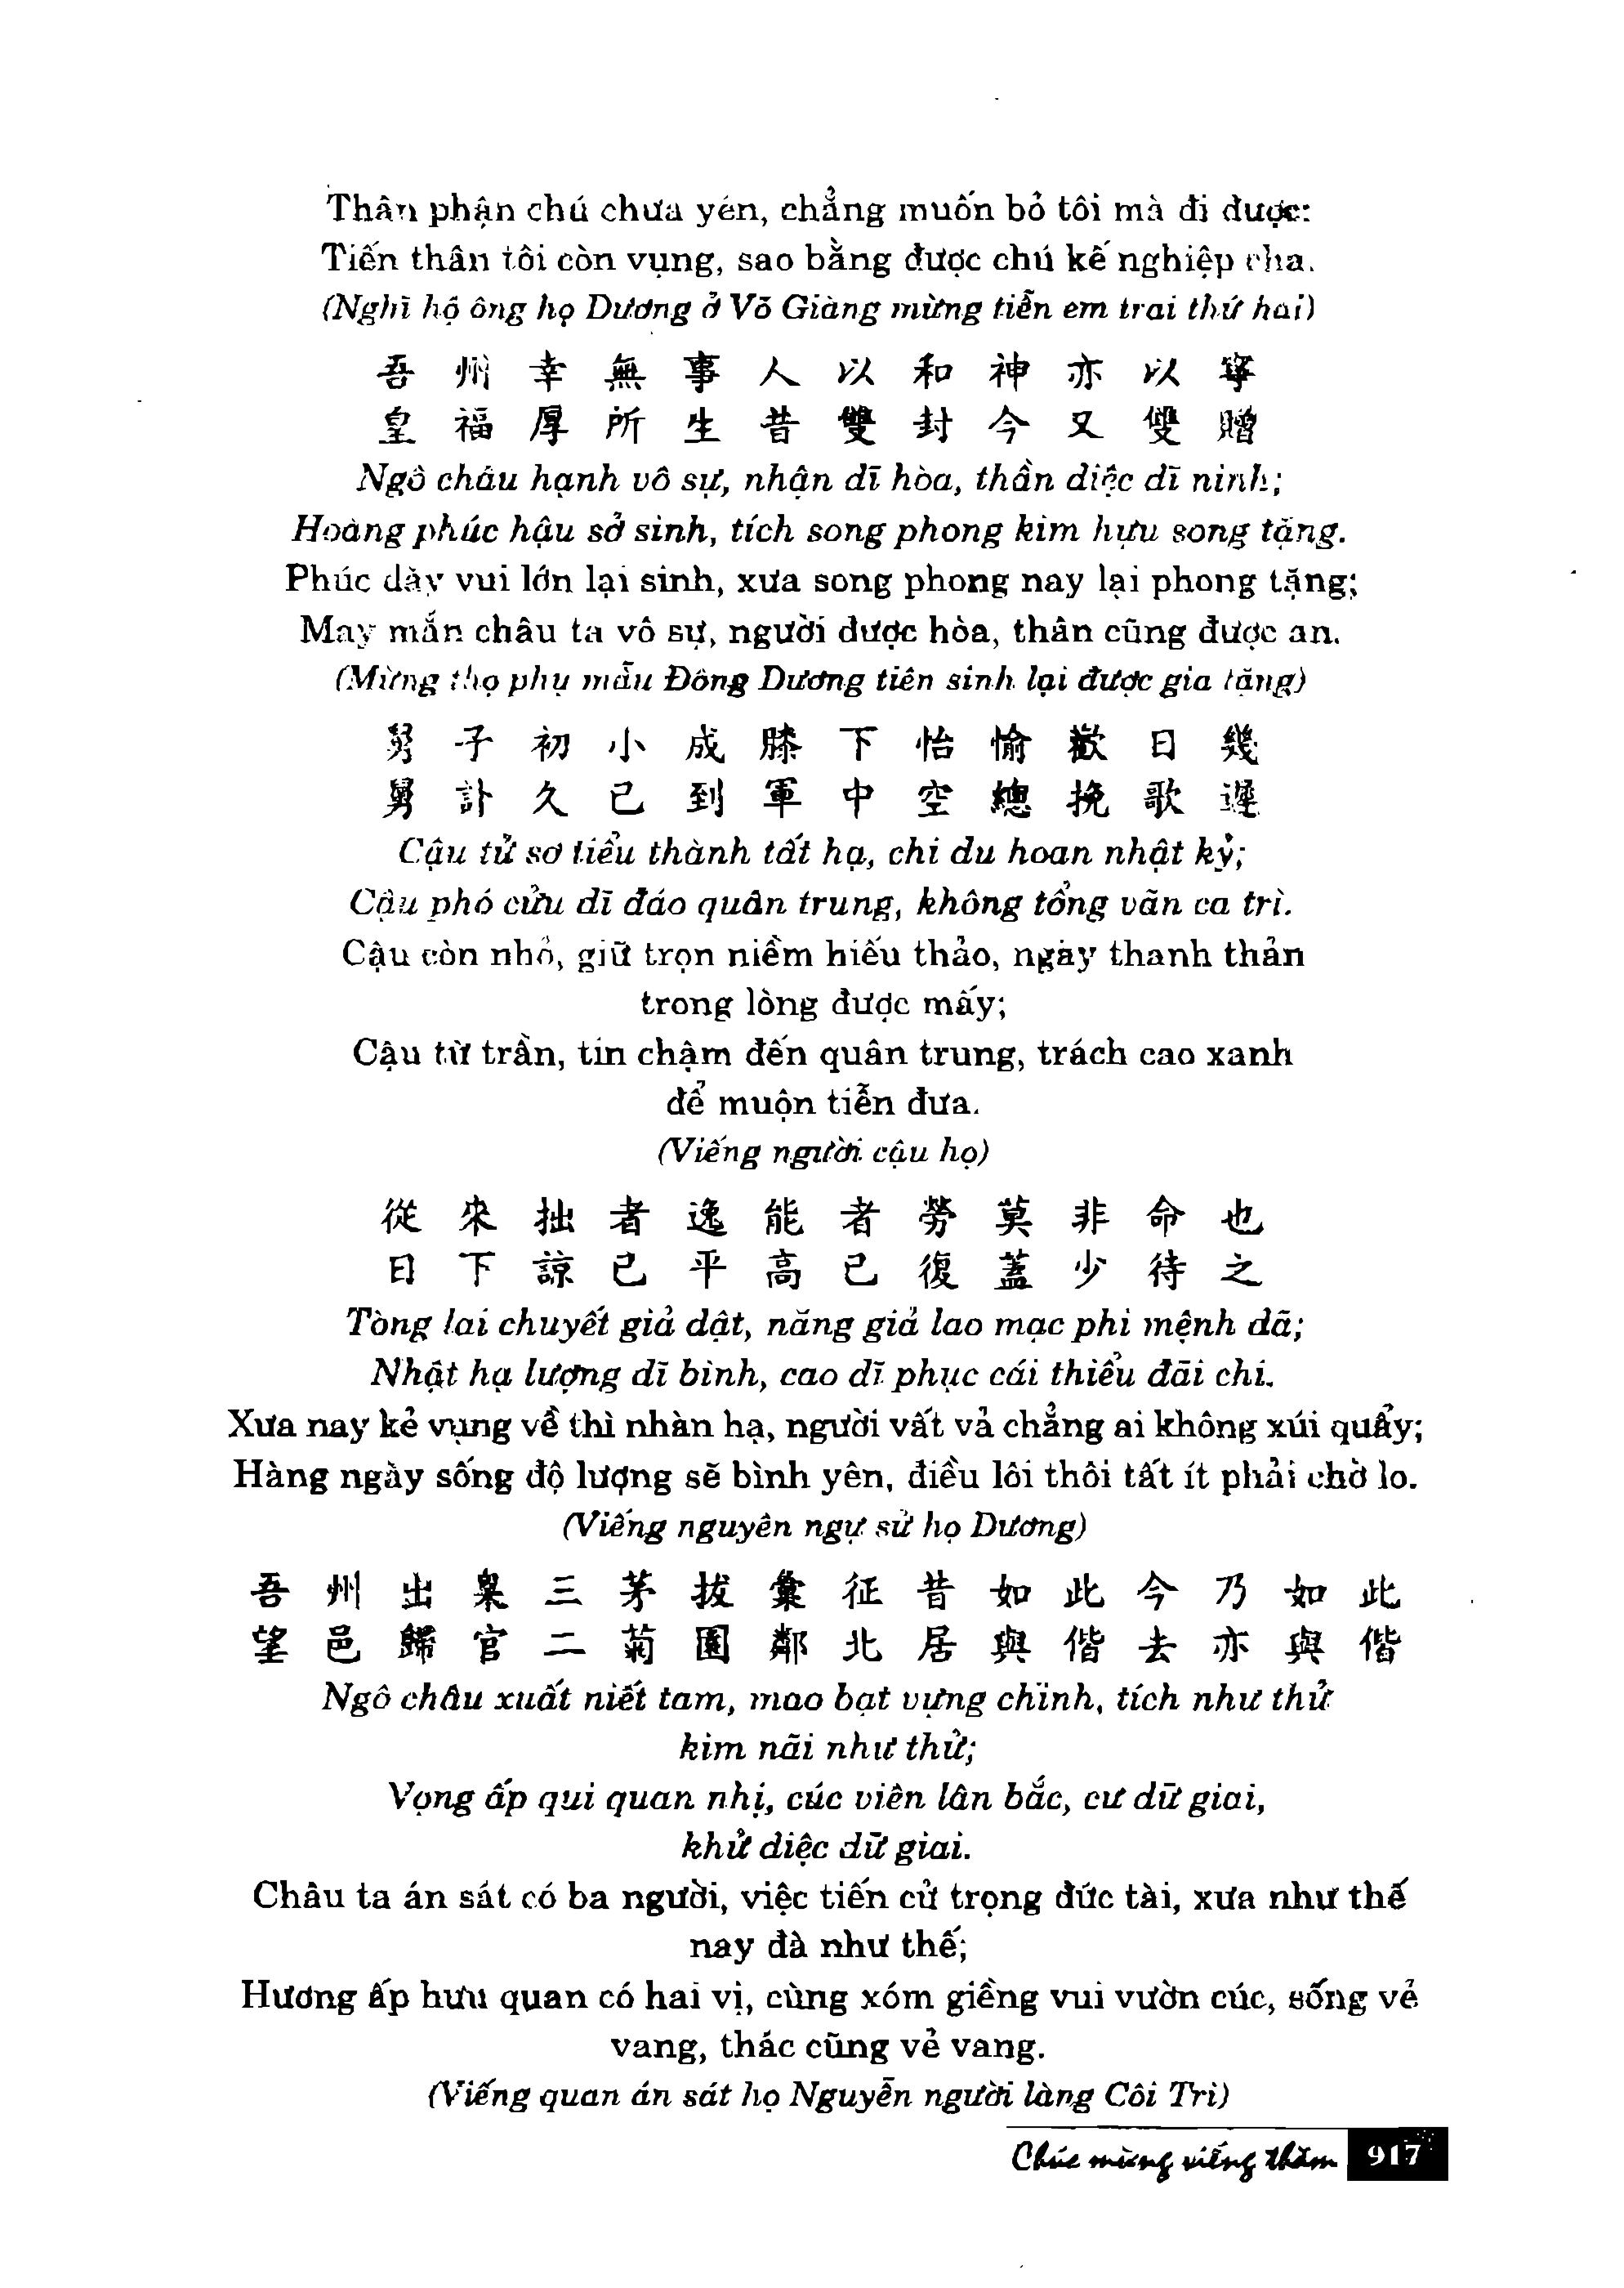 Thân phận chú chưa yên, chẳng muốn bỏ tôi mà đi được:
Tiến thân tôi còn vụng, sao bằng được chú kế nghiệp cha.
(Nghĩ hộ ông họ Dương ở Võ Giàng mừng tiễn em trai thứ hai)
吾州幸無事人以和神亦以寧
皇福厚所生昔雙封今又雙贈
Ngô châu hạnh vô sự, nhận dĩ hòa, thần diệc dĩ ninh;
Hoàng phúc hậu sở sinh, tích song phong kim hựu song tặng.
Phúc dày vui lớn lại sinh, xưa song phong nay lại phong tặng;
May mắn châu ta vô sự, người được hòa, thân cũng được an.
(Mừng thọ phụ mẫu Đông Dương tiên sinh lại được gia tặng)
舅子初小成膝下怡愉歡日幾
舅訃久已到軍中空總挽歌遲
Cậu tử sơ tiểu thành tất hạ, chi du hoan nhật kỷ;
Cậu phó cửu dĩ đáo quân trung, không tổng vãn ca trì.
Cậu còn nhỏ, giữ trọn niềm hiếu thảo, ngày thanh thản
trong lòng được mấy;
Cậu từ trần, tin chậm đến quân trung, trách cao xanh
để muộn tiễn đưa.
(Viếng người cậu họ)
從來拙者逸能者勞莫非命也
日下諒已平高已復蓋少待之
Tòng lai chuyết giả dật, năng giả lao mạc phi mệnh dã;
Nhật hạ lượng dĩ bình, cao dĩ phục cái thiểu đãi chi.
Xưa nay kẻ vụng về thì nhàn hạ, người vất vả chẳng ai không xúi quẩy;
Hàng ngày sống độ lượng sẽ bình yên, điều lôi thôi tất ít phải chờ lo.
(Viếng nguyên ngự sử họ Dương)
吾州出臬三茅拔彙征昔如此今乃如此
望邑歸官二菊園鄰北居與偕去亦與偕
Ngô châu xuất niết tam, mao bạt vựng chinh, tích như thử
kim nãi như thử;
Vọng ấp qui quan nhị, cúc viên lân bắc, cư dữ giai,
khử diệc dữ giai.
Châu ta án sát có ba người, việc tiến cử trọng đức tài, xưa như thế
nay đà như thế;
Hương ấp hưu quan có hai vị, cùng xóm giềng vui vườn cúc, sống vẻ
vang, thác cũng vẻ vang.
(Viếng quan án sát họ Nguyễn người làng Côi Trì)
Chúc mừng viếng thăm 917